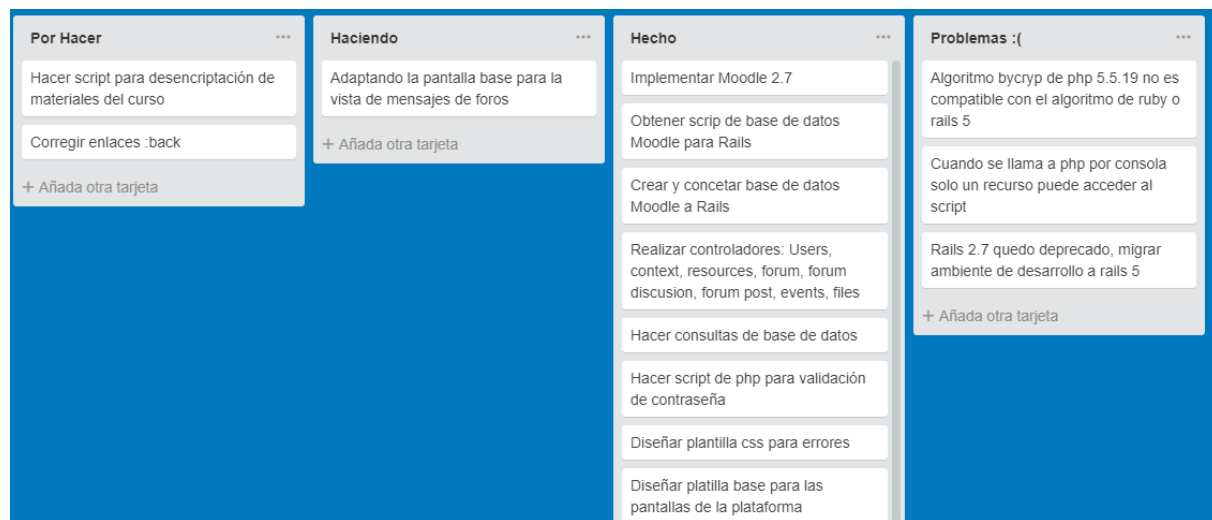 Por Hacer
Hacer script para desencriptación de
materiales del curso
Corregir enlaces :back
+ Añada otra tarjeta
Haciendo
Adaptando la pantalla base para la
vista de mensajes de foros
+ Añada otra tarjeta
Hecho
Implementar Moodle 2.7
Obtener scrip de base de datos
Moodle para Rails
Crear y concetar base de datos
Moodle a Rails
Realizar controladores: Users,
context, resources, forum, forum
discusion, forum post, events, files
Hacer consultas de base de datos
Hacer script de php para validación
de contraseña
Diseñar plantilla css para errores
Diseñar platilla base para las
pantallas de la plataforma
Problemas :(
Algoritmo bycryp de php 5.5.19 no es
compatible con el algoritmo de ruby o
rails 5
Cuando se llama a php por consola
solo un recurso puede acceder al
script
Rails 2.7 quedo deprecado, migrar
ambiente de desarrollo a rails 5
+ Añada otra tarjeta